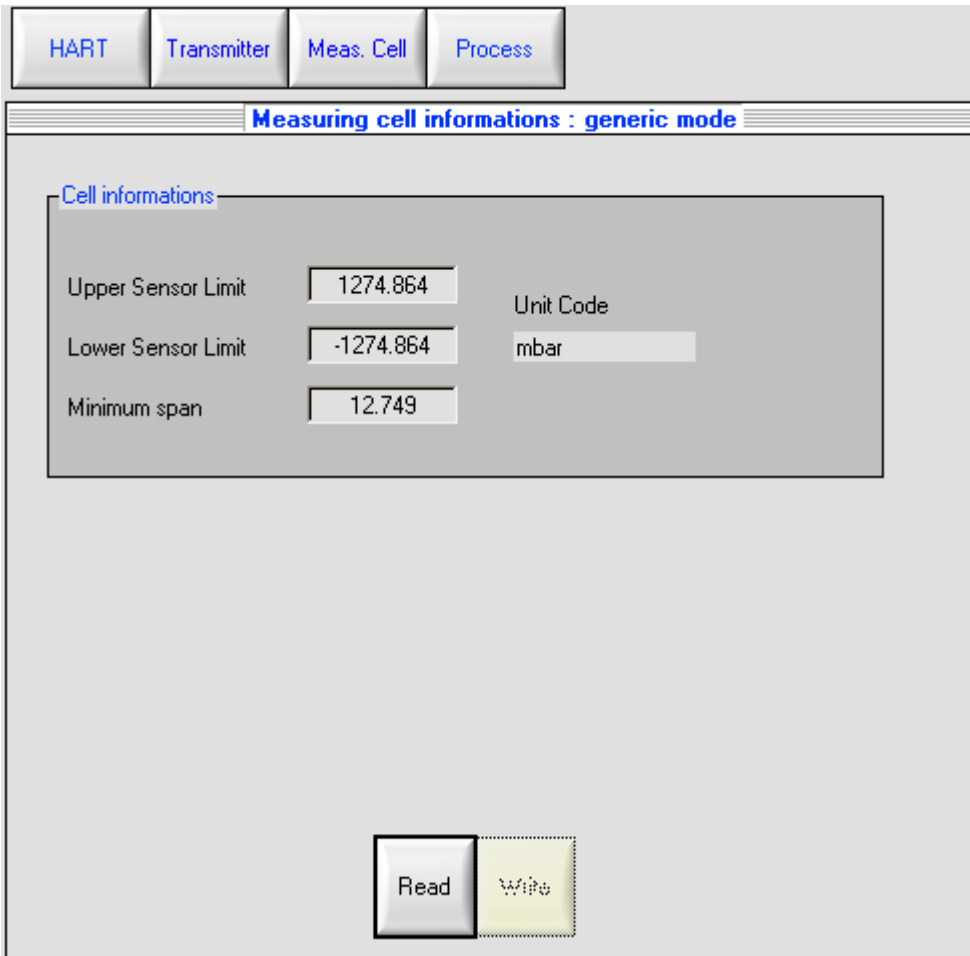 HART Transmitter Meas. Cell Process
Measuring cell informations : generic mode
Cell informations
Upper Sensor Limit 1274.864
Unit Code
Lower Sensor Limit -1274.864 mbar
Minimum span 12.749
Read Write